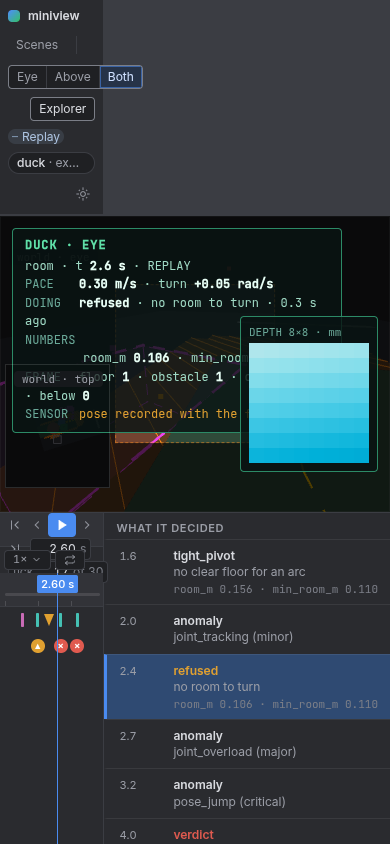 miniview
Scenes
Eye Above Both
Explorer
– Replay
duck · ex...
DUCK · EYE
room · t 2.6 s · REPLAY
PACE 0.30 m/s · turn +0.05 rad/s
DOING refused · no room to turn · 0.3 s
ago
NUMBERS
room_m 0.106 · min_room
1 · obstacle 1 ·
world · top
· below 0
SENSOR pose recorded with the
DEPTH 8×8 · mm
2.60 s
1×
2.60 s
WHAT IT DECIDED
1.6 tight_pivot
no clear floor for an arc
room_m 0.156 · min_room_m 0.110
2.0 anomaly
joint_tracking (minor)
2.4 refused
no room to turn
room_m 0.106 · min_room_m 0.110
2.7 anomaly
joint_overload (major)
3.2 anomaly
pose_jump (critical)
4.0 verdict